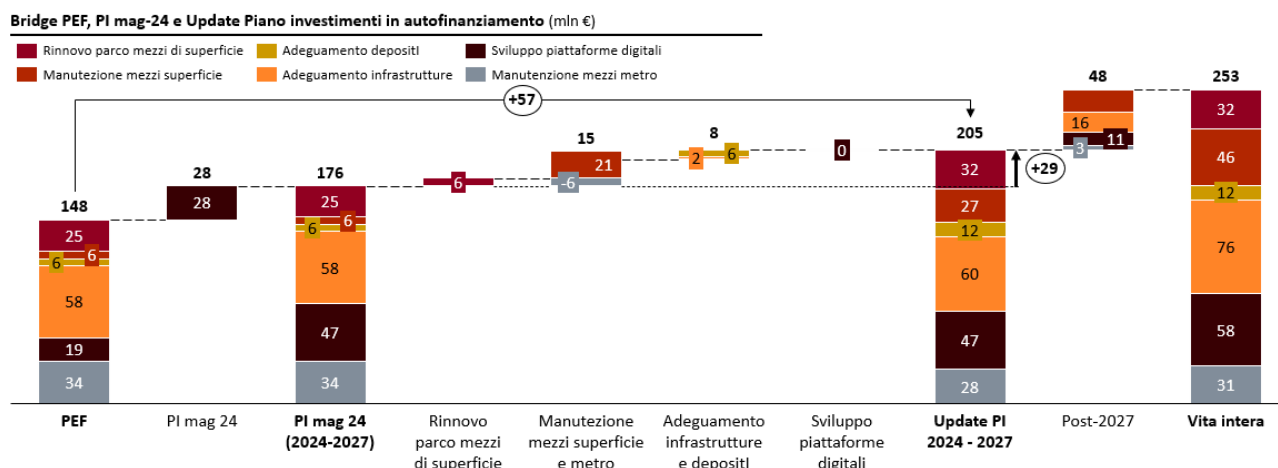 Bridge PEF, PI mag-24 e Update Piano investimenti in autofinanziamento (mln €)
Rinnovo parco mezzi di superficie
Adeguamento deposItI
Sviluppo piattaforme digitali
Manutezione mezzi superficie
Adeguamento infrastrutture
Manutenzione mezzi metro
+57
148
25
6
6
58
19
34
28
28
176
25
6
6
58
47
34
6
15
21
-6
8
2
6
0
205
32
27
12
60
47
28
+29
48
16
11
3
253
32
46
12
76
58
31
PEF
PI mag 24
PI mag 24
(2024-2027)
Rinnovo
parco mezzi
di superficie
Manutezione
mezzi superficie
e metro
Adeguamento
infrastrutture
e deposItI
Sviluppo
piattaforme
digitali
Update PI
2024 - 2027
Post-2027
Vita intera